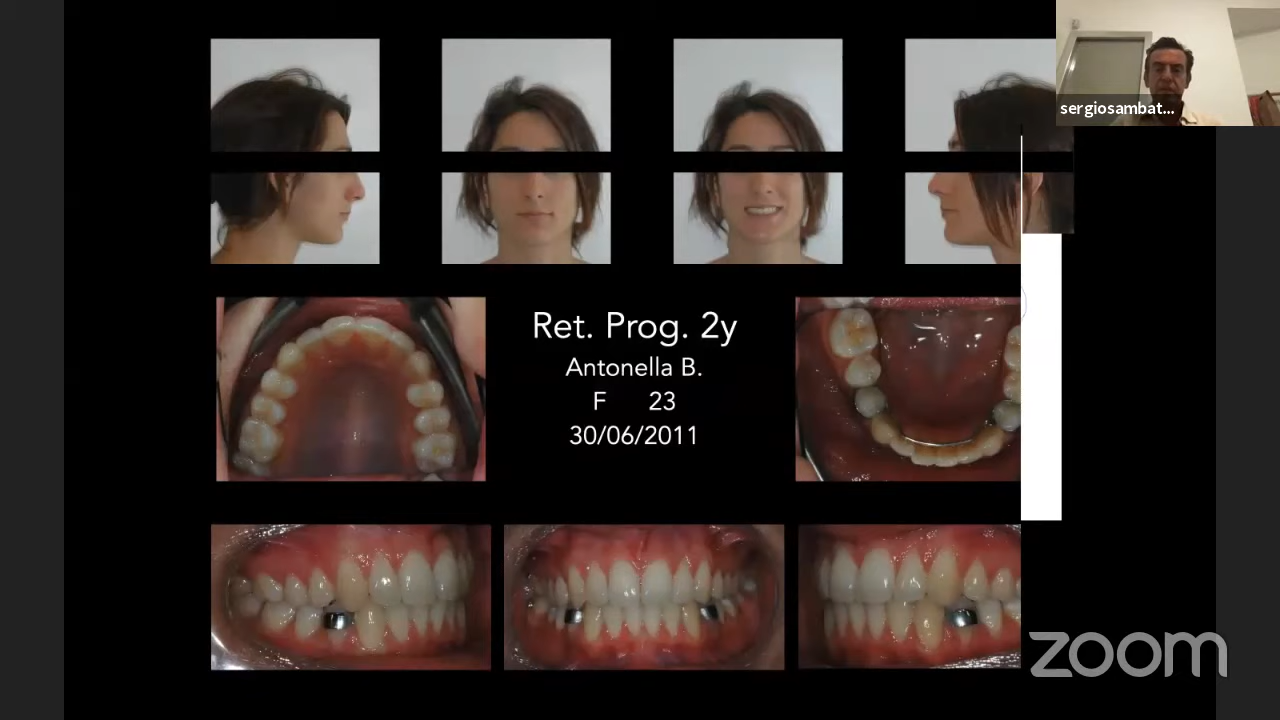 sergiosambat...
Ret. Prog. 2y
Antonella B.
F 23
30/06/2011
zoom